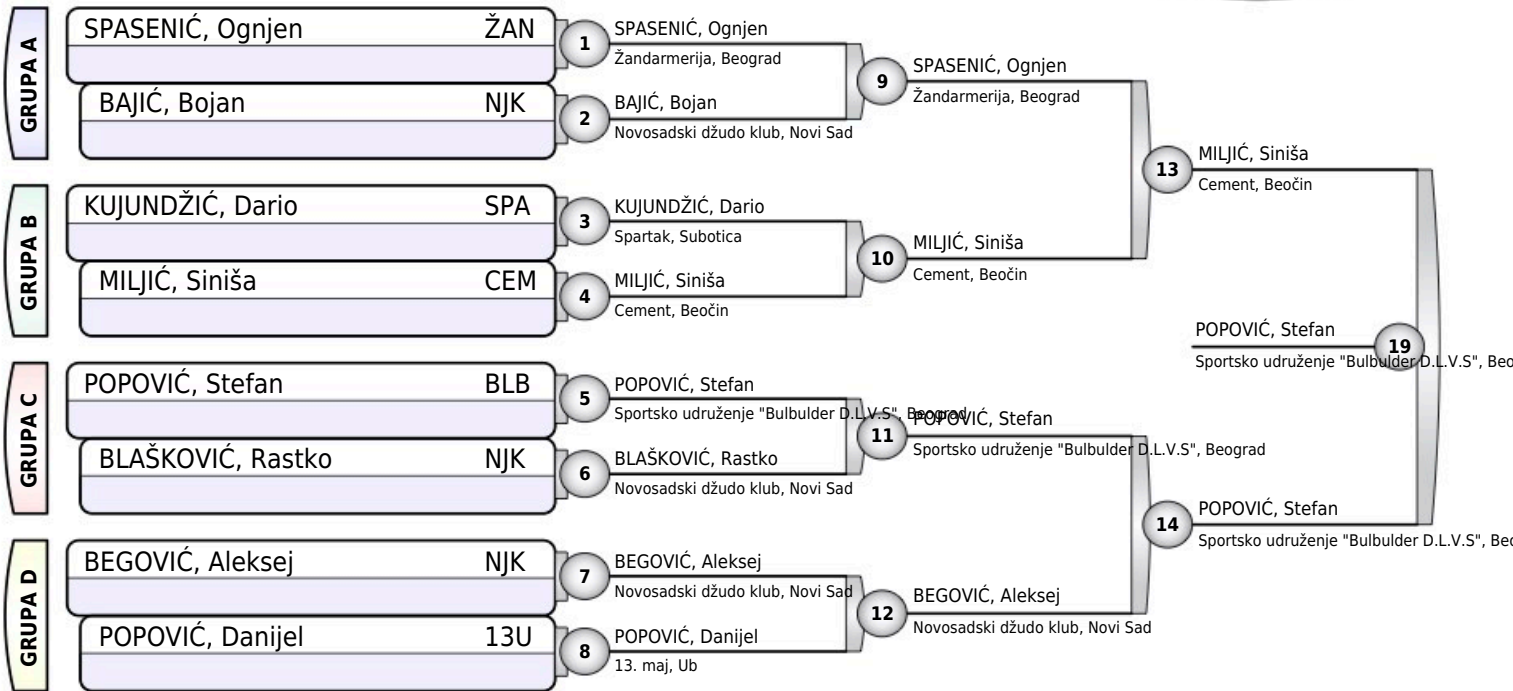 GRUPA A
SPASENIĆ, Ognjen ŽAN
BAJIĆ, Bojan NJK
GRUPA B
KUJUNDŽIĆ, Dario SPA
MILJIĆ, Siniša CEM
GRUPA C
POPOVIĆ, Stefan BLB
BLAŠKOVIĆ, Rastko NJK
GRUPA D
BEGOVIĆ, Aleksej NJK
POPOVIĆ, Danijel 13U
1
SPASENIĆ, Ognjen
Žandarmerija, Beograd
2
BAJIĆ, Bojan
Novosadski džudo klub, Novi Sad
3
KUJUNDŽIĆ, Dario
Spartak, Subotica
4
MILJIĆ, Siniša
Cement, Beočin
5
POPOVIĆ, Stefan
Sportsko udruženje "Bulbulder D.L.V.S", Beograd
6
BLAŠKOVIĆ, Rastko
Novosadski džudo klub, Novi Sad
7
BEGOVIĆ, Aleksej
Novosadski džudo klub, Novi Sad
8
POPOVIĆ, Danijel
13. maj, Ub
9
SPASENIĆ, Ognjen
Žandarmerija, Beograd
10
MILJIĆ, Siniša
Cement, Beočin
11
POPOVIĆ, Stefan
Sportsko udruženje "Bulbulder D.L.V.S", Beograd
12
BEGOVIĆ, Aleksej
Novosadski džudo klub, Novi Sad
13
MILJIĆ, Siniša
Cement, Beočin
14
POPOVIĆ, Stefan
Sportsko udruženje "Bulbulder D.L.V.S", Beo
19
POPOVIĆ, Stefan
Sportsko udruženje "Bulbulder D.L.V.S", Beo